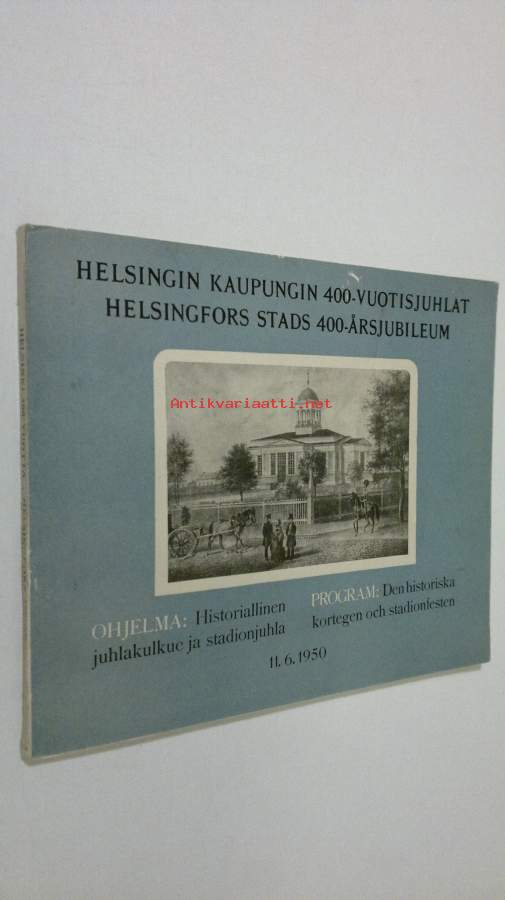 HELSINGIN KAUPUNGIN 400-VUOTISJUHLAT
HELSINGFORS STADS 400-ÅRSJUBILEUM
Antikvariaatti.net
OHJELMA: Historiallinen
juhlakulkue ja stadionjuhla
PROGRAM: Den historiska
kortegen och stadionfesten
11. 6. 1950